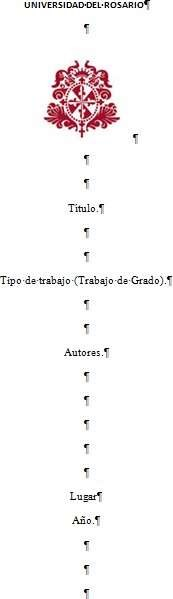 UNIVERSIDAD·DEL·ROSARIO¶
¶
¶
¶
¶
Título.¶
¶
¶
Tipo·de·trabajo·(Trabajo·de·Grado).¶
¶
¶
Autores.¶
¶
¶
¶
¶
¶
Lugar¶
Año.¶
¶
¶
¶